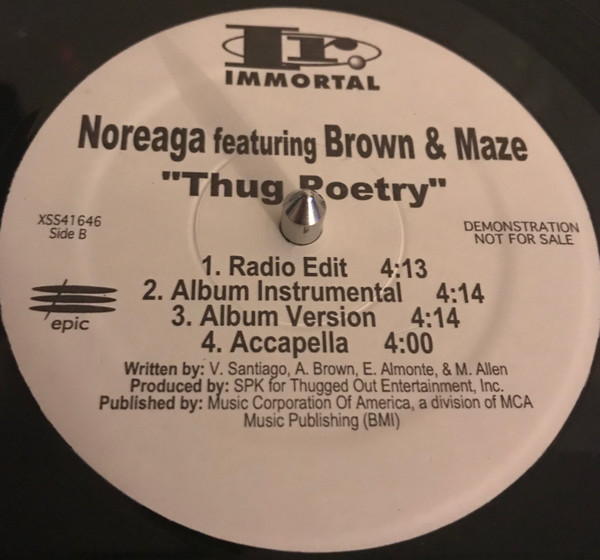 Ir.
IMMORTAL
Noreaga featuring Brown & Maze
"Thug Poetry"
XSS41646
Side B
DEMONSTRATION
NOT FOR SALE
1. Radio Edit 4:13
2. Album Instrumental 4:14
3. Album Version 4:14
4. Accapella 4:00
epic
Written by: V. Santiago, A. Brown, E. Almonte, & M. Allen
Produced by: SPK for Thugged Out Entertainment, Inc.
Published by: Music Corporation Of America, a division of MCA
Music Publishing (BMI)